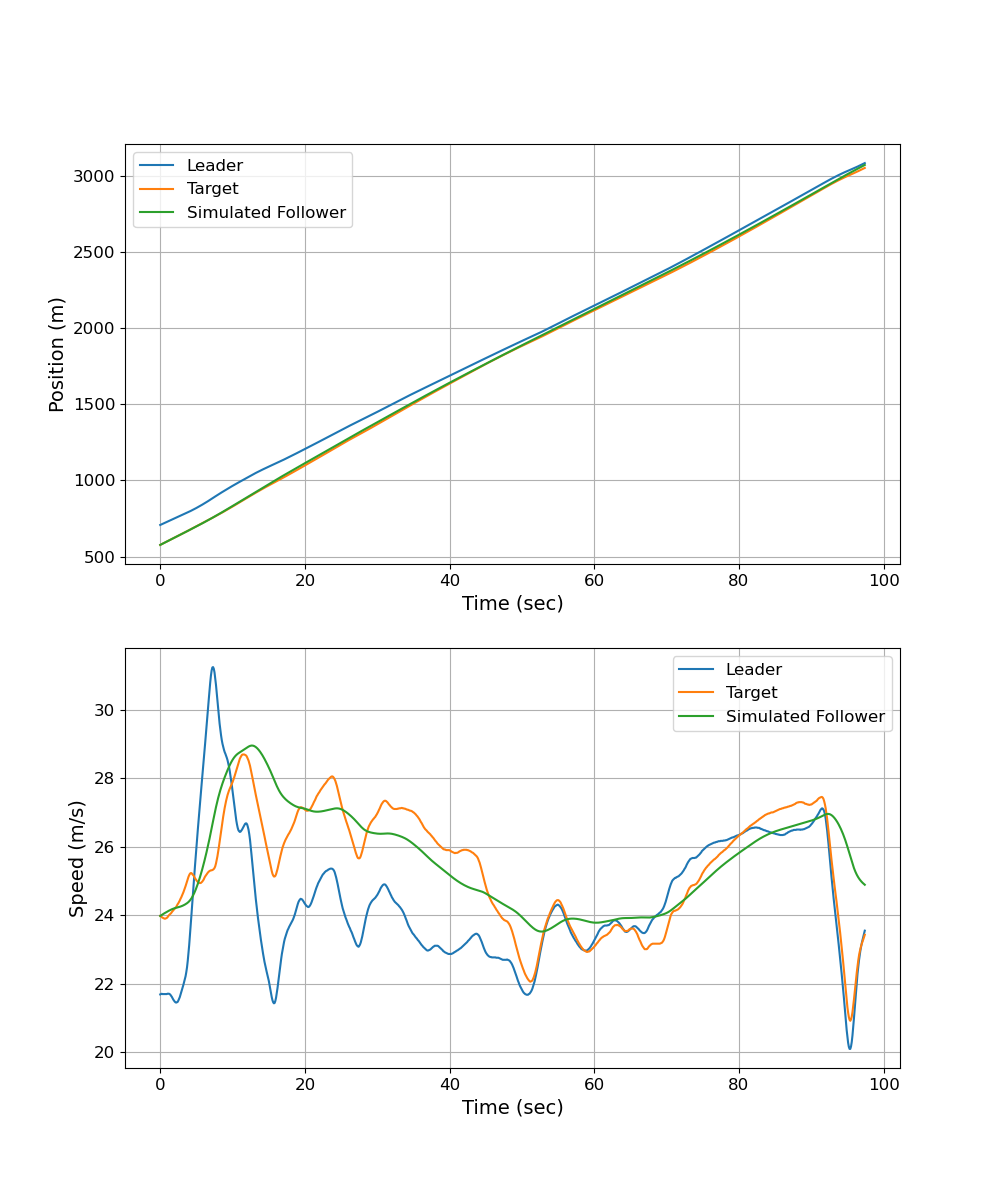 Leader
Target
Simulated Follower
3000
2500
2000
1500
1000
500
Position (m)
0 20 40 60 80 100
Time (sec)
Leader
Target
Simulated Follower
30
28
26
24
22
20
Speed (m/s)
0 20 40 60 80 100
Time (sec)